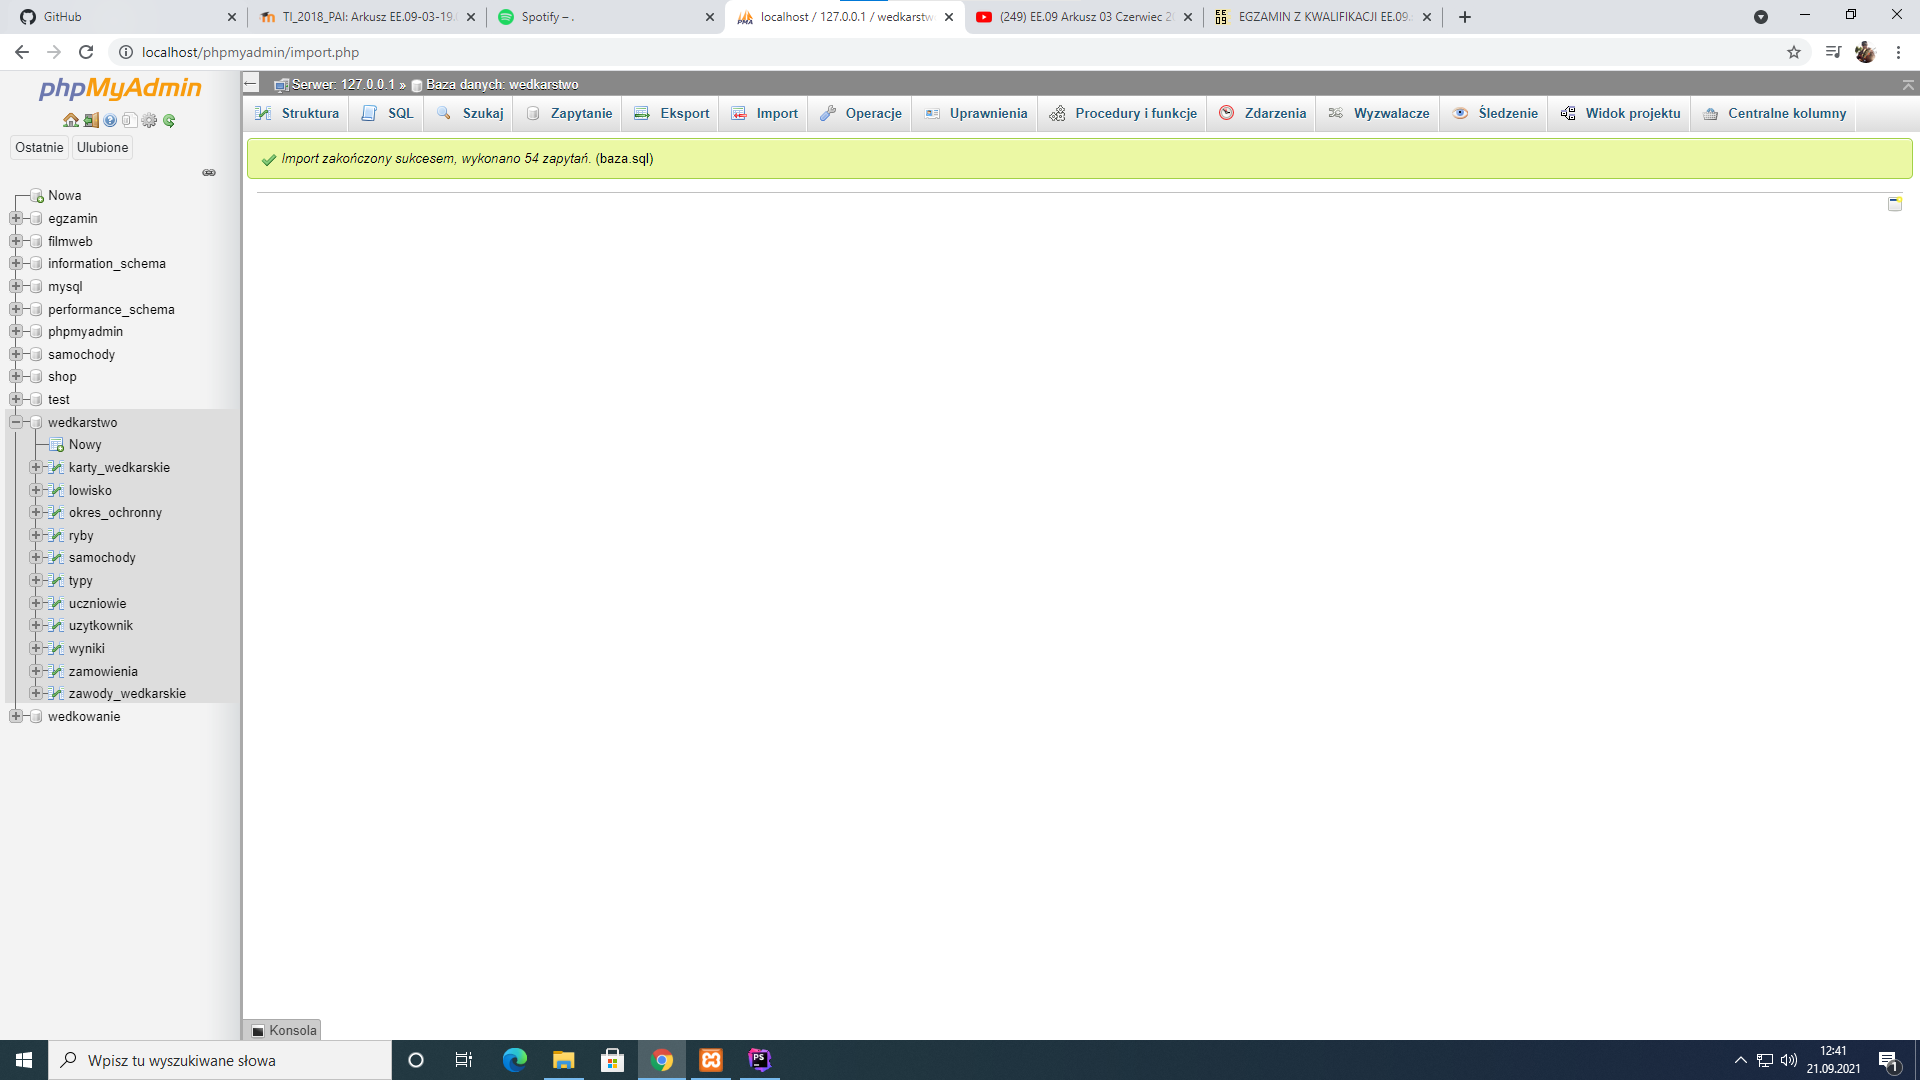 GitHub
TI_2018_PAI: Arkusz EE.09-03-19.
Spotify – .
localhost / 127.0.0.1 / wedkarstw
(249) EE.09 Arkusz 03 Czerwiec 2
EGZAMIN Z KWALIFIKACJI EE.09.
localhost/phpmyadmin/import.php
phpMyAdmin
Ostatnie
Ulubione
Nowa
egzamin
filmweb
information_schema
mysql
performance_schema
phpmyadmin
samochody
shop
test
wedkarstwo
Nowy
karty_wedkarskie
lowisko
okres_ochronny
ryby
samochody
typy
uczniowie
uzytkownik
wyniki
zamowienia
zawody_wedkarskie
wedkowanie
Serwer: 127.0.0.1 » Baza danych: wedkarstwo
Struktura
SQL
Szukaj
Zapytanie
Eksport
Import
Operacje
Uprawnienia
Procedury i funkcje
Zdarzenia
Wyzwalacze
Śledzenie
Widok projektu
Centralne kolumny
Import zakończony sukcesem, wykonano 54 zapytań. (baza.sql)
Konsola
Wpisz tu wyszukiwane słowa
12:41
21.09.2021
1